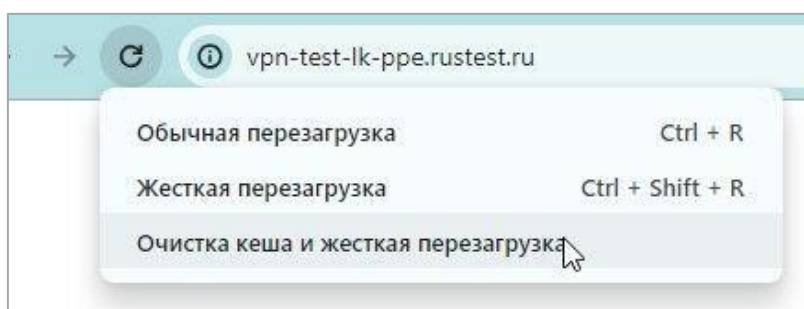 vpn-test-lk-ppe.rustest.ru
Обычная перезагрузка Ctrl + R
Жесткая перезагрузка Ctrl + Shift + R
Очистка кеша и жесткая перезагрузка